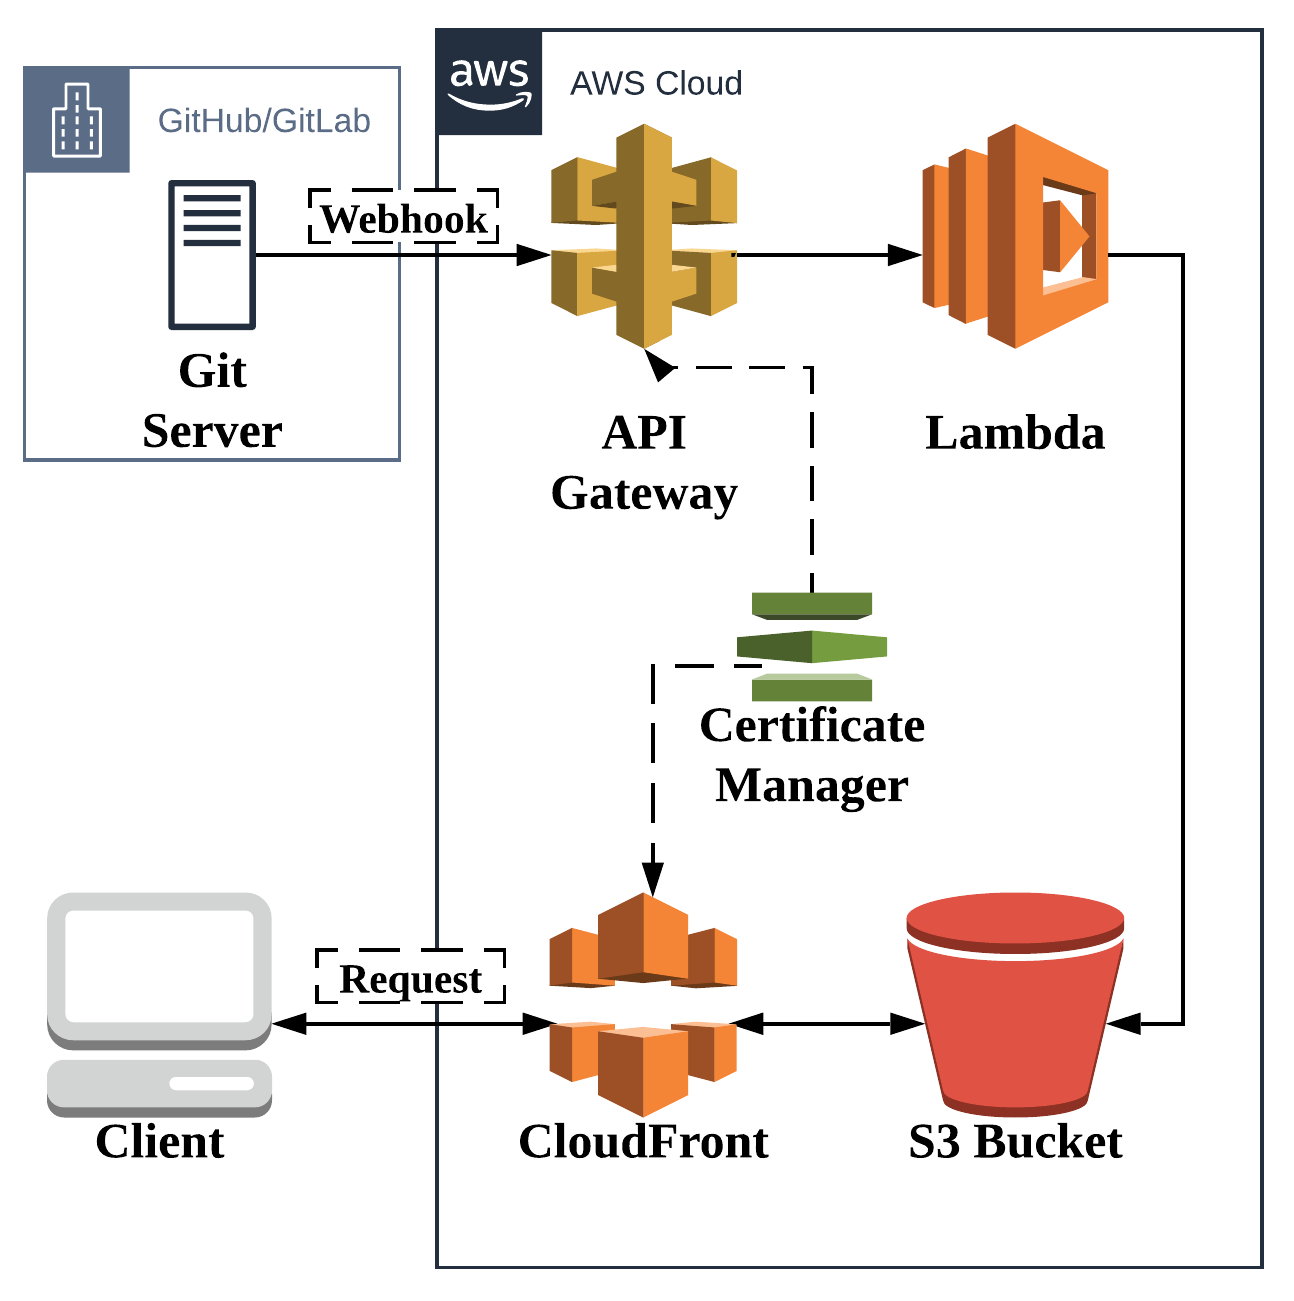 aws
AWS Cloud
GitHub/GitLab
Webhook
Git
Server
API
Gateway
Lambda
Certificate
Manager
Request
Client
CloudFront
S3 Bucket